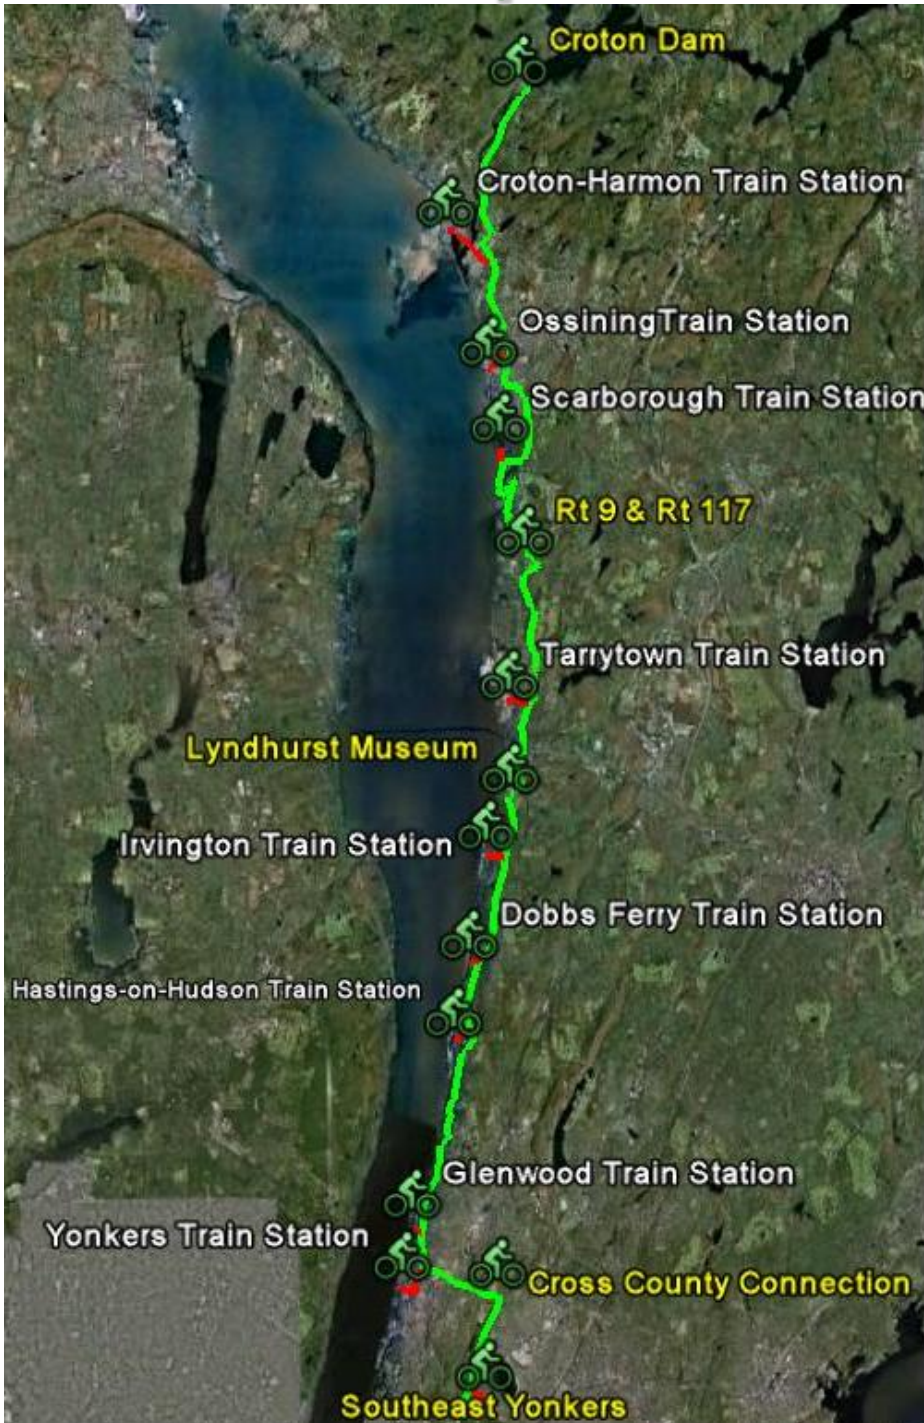 Croton Dam
Croton-Harmon Train Station
OssiningTrain Station
Scarborough Train Station
Rt 9 & Rt 117
Tarrytown Train Station
Lyndhurst Museum
Irvington Train Station
Dobbs Ferry Train Station
Hastings-on-Hudson Train Station
Glenwood Train Station
Yonkers Train Station
Cross County Connection
Southeast Yonkers